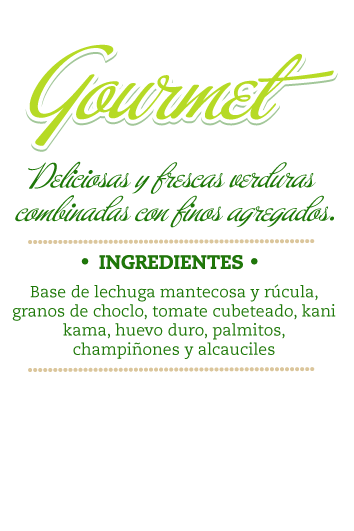 Gourmet
Deliciosas y frescas verduras
combinadas con finos agregados.
• INGREDIENTES •
Base de lechuga mantecosa y rúcula,
granos de choclo, tomate cubeteado, kani
kama, huevo duro, palmitos,
champiñones y alcauciles